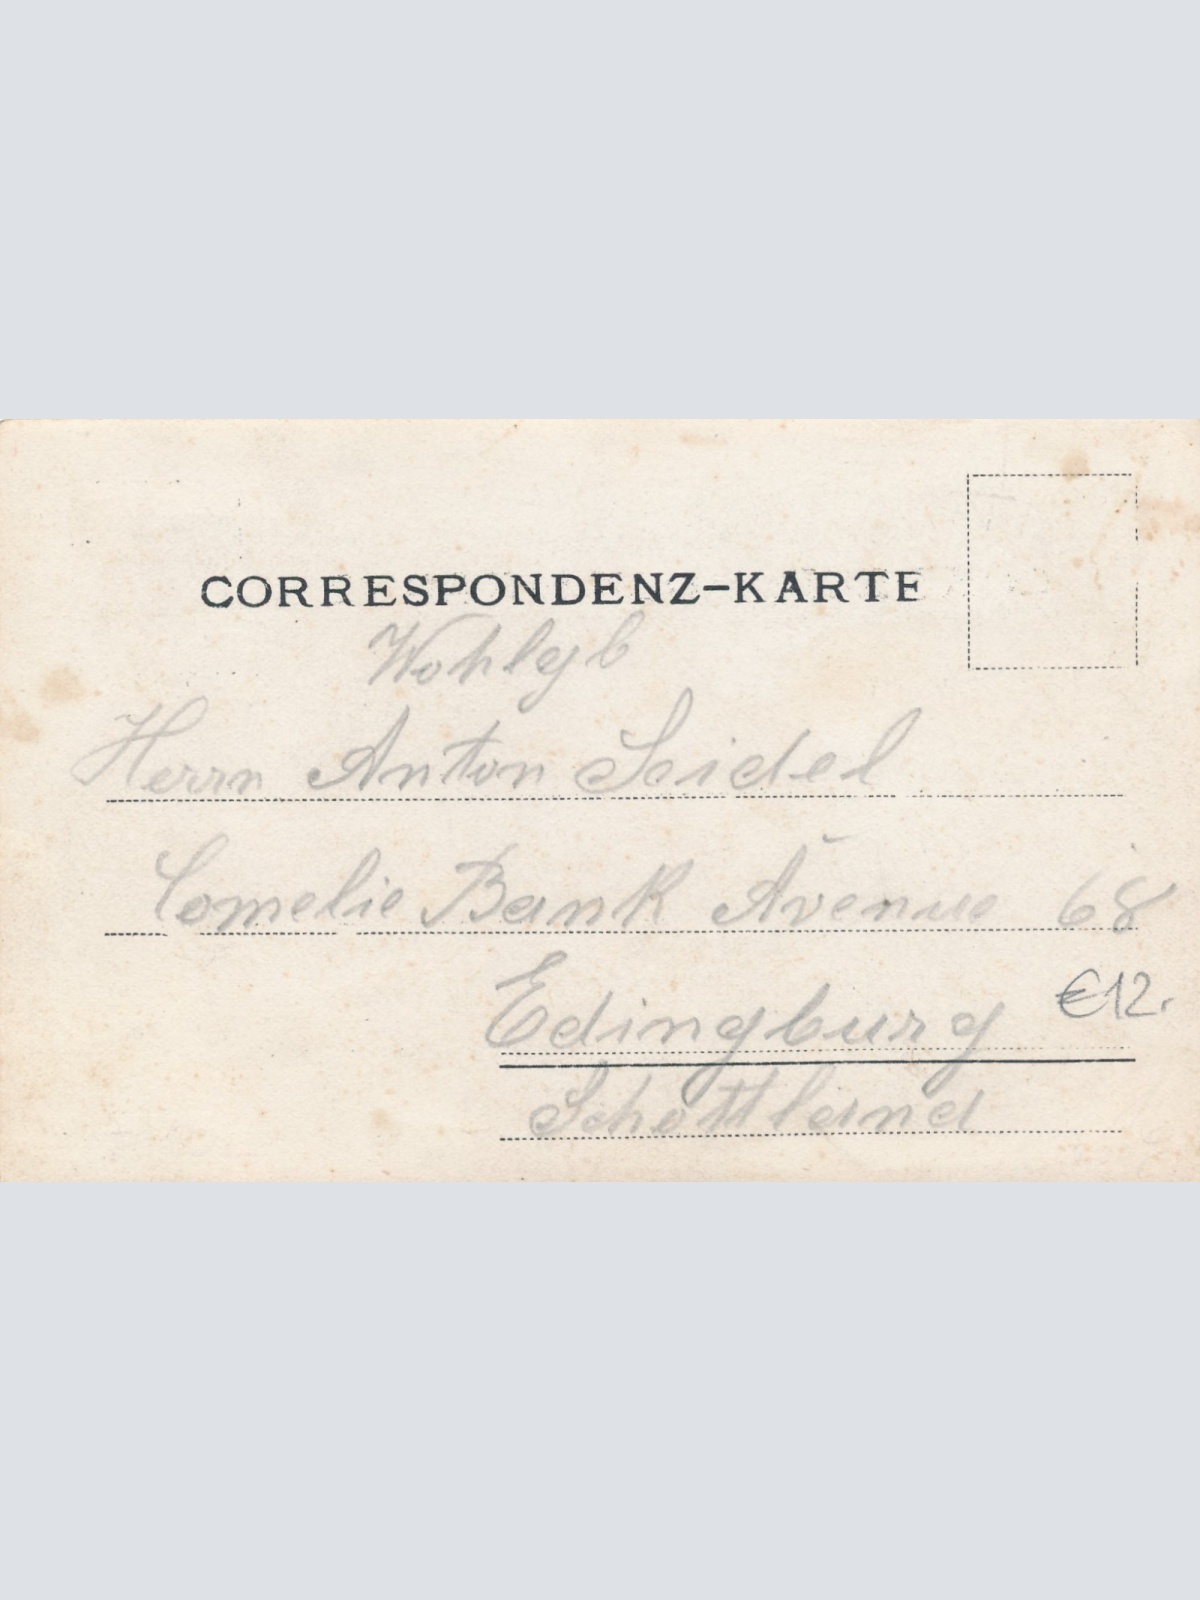 CORRESPONDENZ-KARTE
Wohlgb
Herrn Anton Seidel
Comelie Bank Avenue 68
Edingburg
€12.
Schottland